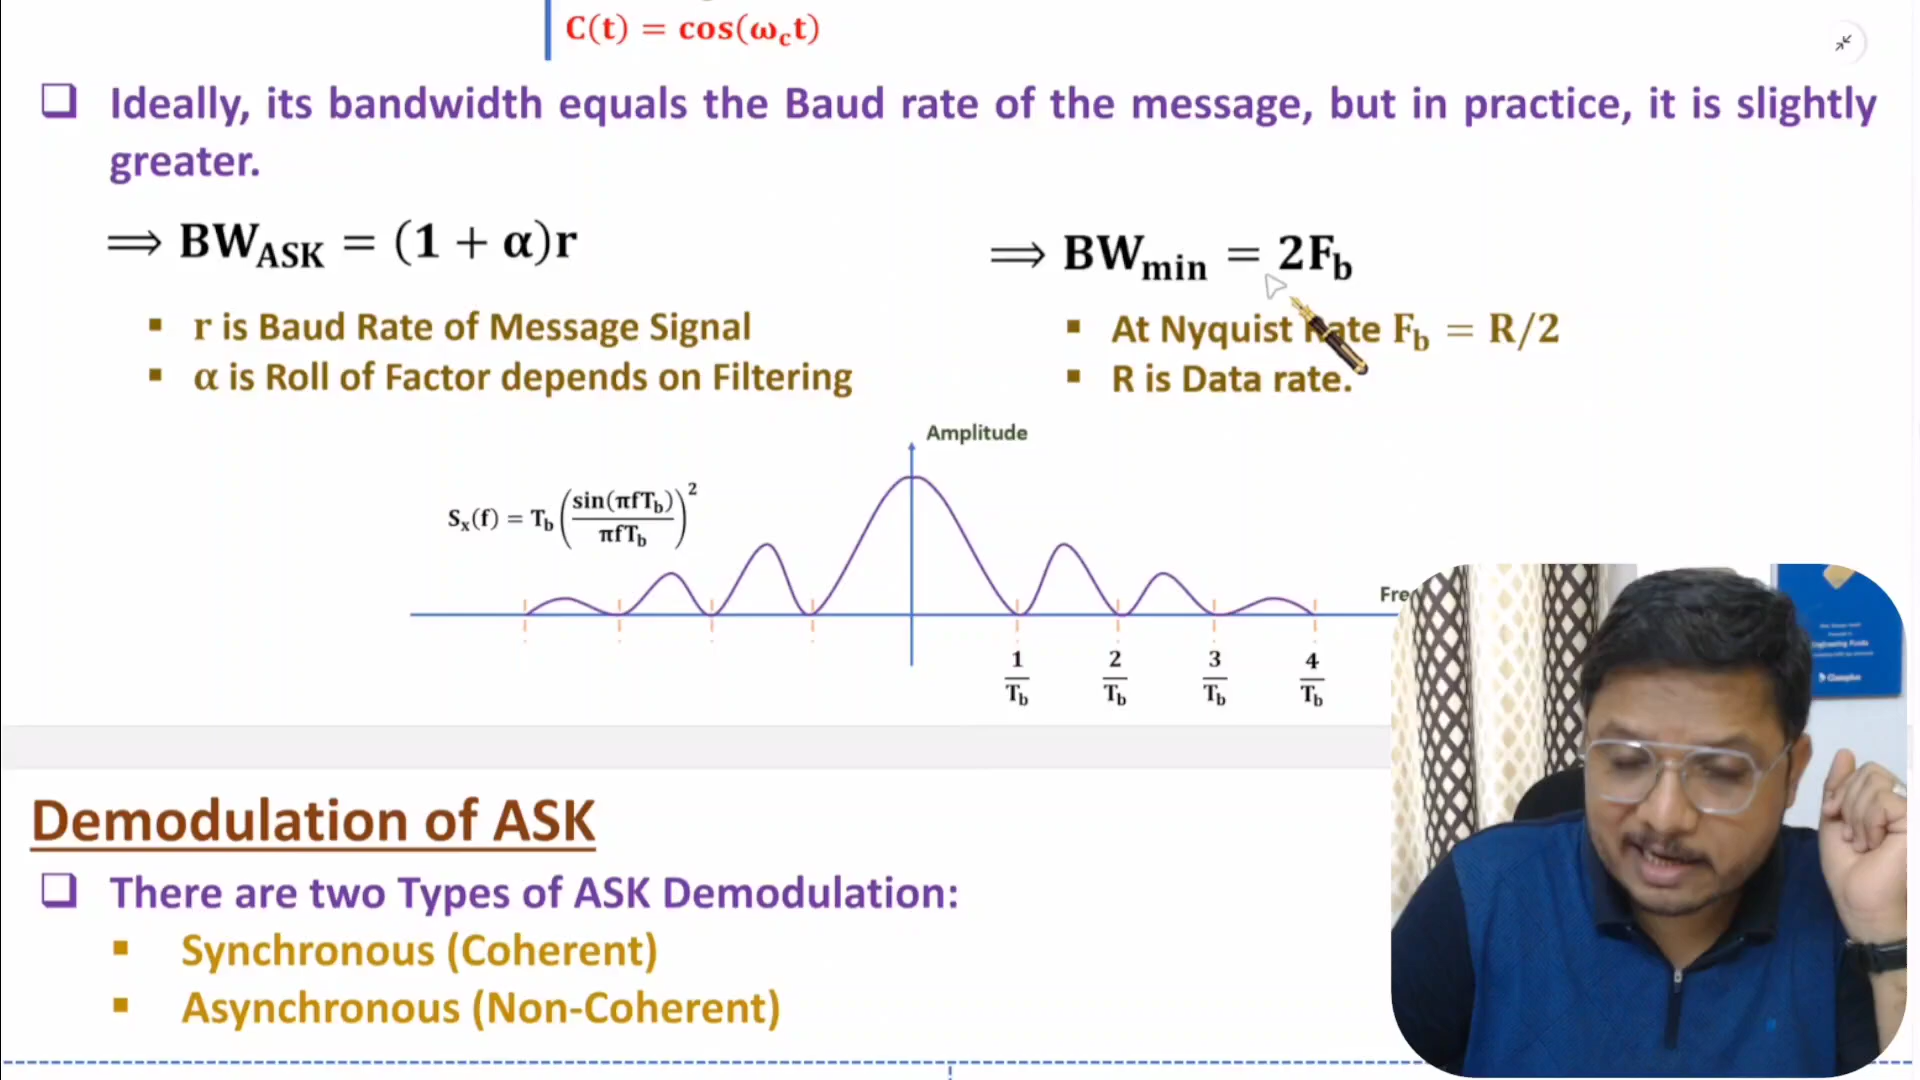 C(t) = cos(ω_c t)
❑ Ideally, its bandwidth equals the Baud rate of the message, but in practice, it is slightly
greater.
⟹ BW_ASK = (1 + α)r
▪ r is Baud Rate of Message Signal
▪ α is Roll of Factor depends on Filtering
⟹ BW_min = 2F_b
▪ At Nyquist Rate F_b = R/2
▪ R is Data rate.
Amplitude
S_x(f) = T_b (sin(πfT_b)/πfT_b)^2
1/T_b 2/T_b 3/T_b 4/T_b
Demodulation of ASK
❑ There are two Types of ASK Demodulation:
▪ Synchronous (Coherent)
▪ Asynchronous (Non-Coherent)